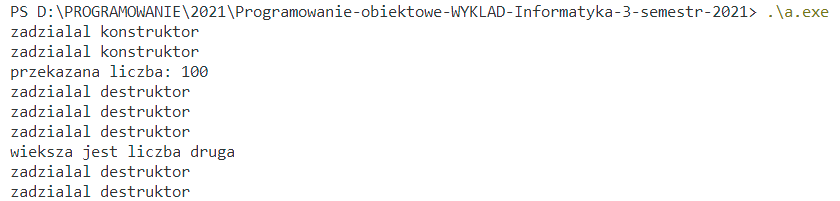 PS D:\PROGRAMOWANIE\2021\Programowanie-obiektowe-WYKLAD-Informatyka-3-semestr-2021> .\a.exe
zadzialal konstruktor
zadzialal konstruktor
przekazana liczba: 100
zadzialal destruktor
zadzialal destruktor
zadzialal destruktor
wieksza jest liczba druga
zadzialal destruktor
zadzialal destruktor